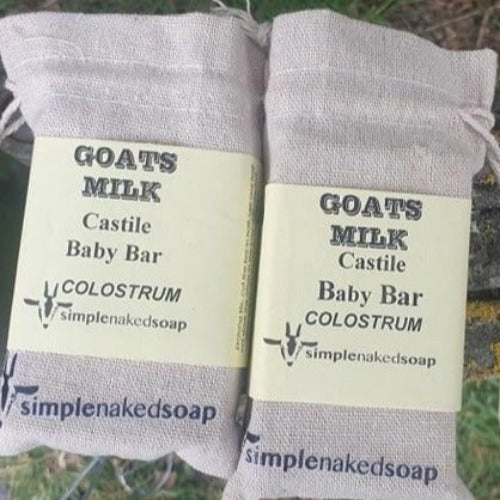 GOATS
MILK
Castile
Baby Bar
COLOSTRUM
simplenakedsoap
simplenakedsoap
GOATS
MILK
Castile
Baby Bar
COLOSTRUM
simplenakedsoap
simplenakedsoap